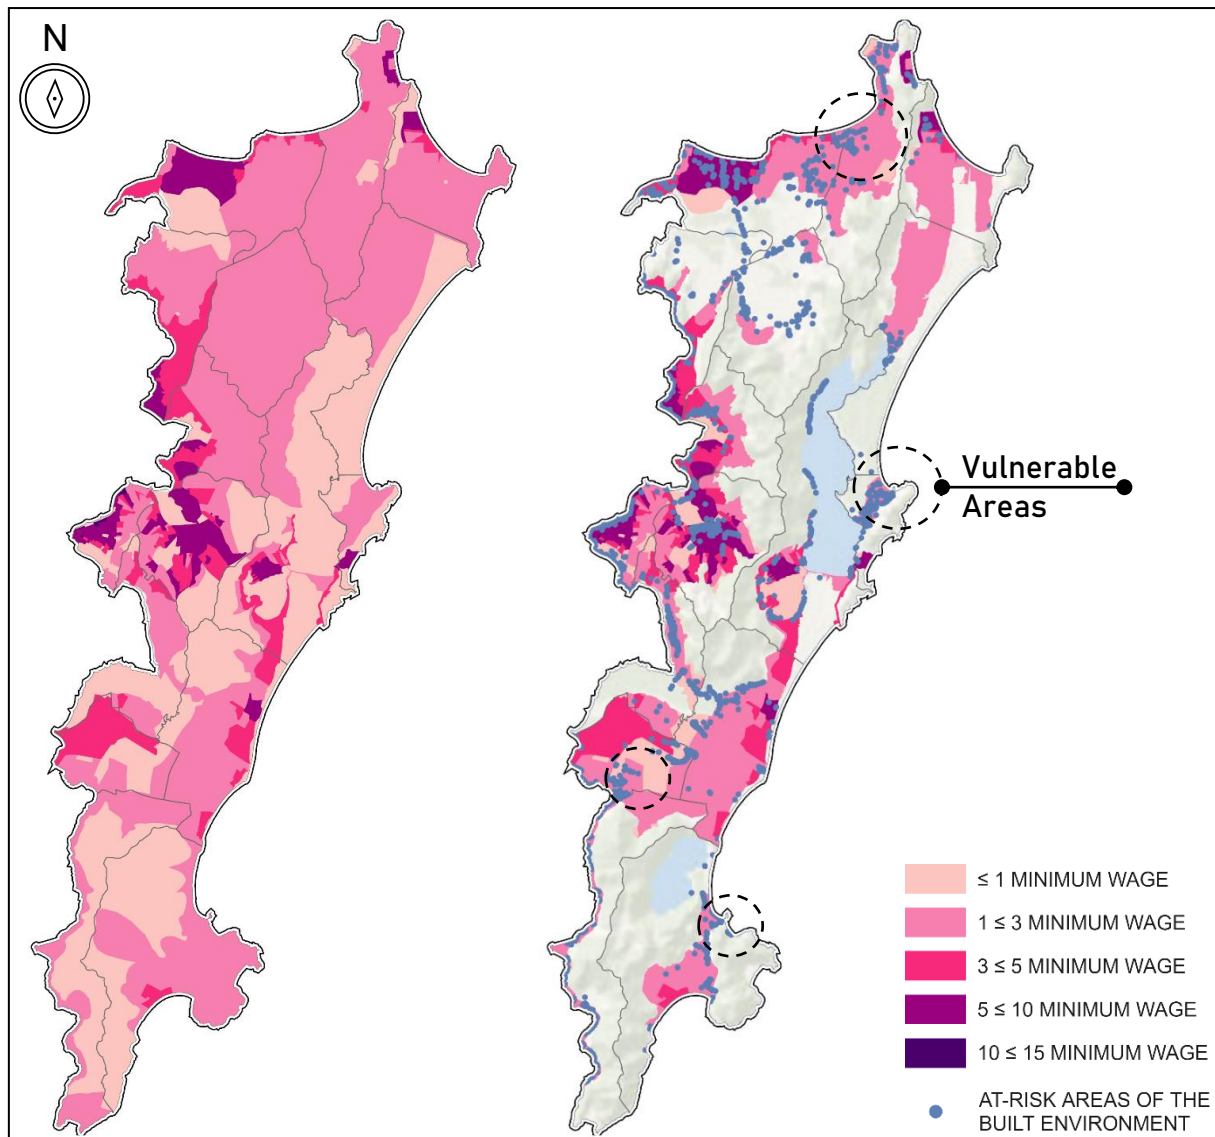 N
Vulnerable
Areas
≤ 1 MINIMUM WAGE
1 ≤ 3 MINIMUM WAGE
3 ≤ 5 MINIMUM WAGE
5 ≤ 10 MINIMUM WAGE
10 ≤ 15 MINIMUM WAGE
AT-RISK AREAS OF THE
BUILT ENVIRONMENT